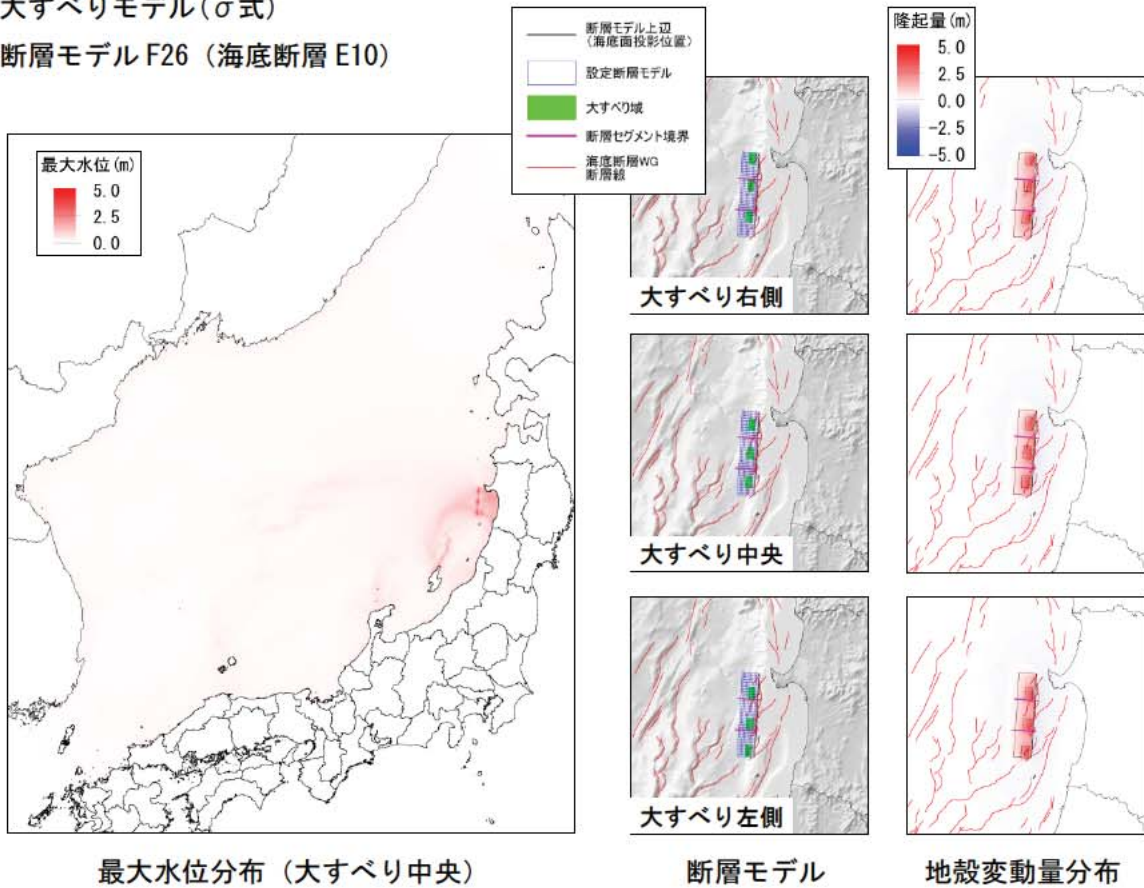 大すべりモデル(σ式)
断層モデル F26（海底断層 E10）
最大水位(m)
5.0
2.5
0.0
断層モデル上辺
(海底面投影位置)
設定断層モデル
大すべり域
断層セグメント境界
海底断層WG
断層線
隆起量(m)
5.0
2.5
0.0
-2.5
-5.0
大すべり右側
大すべり中央
大すべり左側
最大水位分布（大すべり中央）
断層モデル
地殻変動量分布